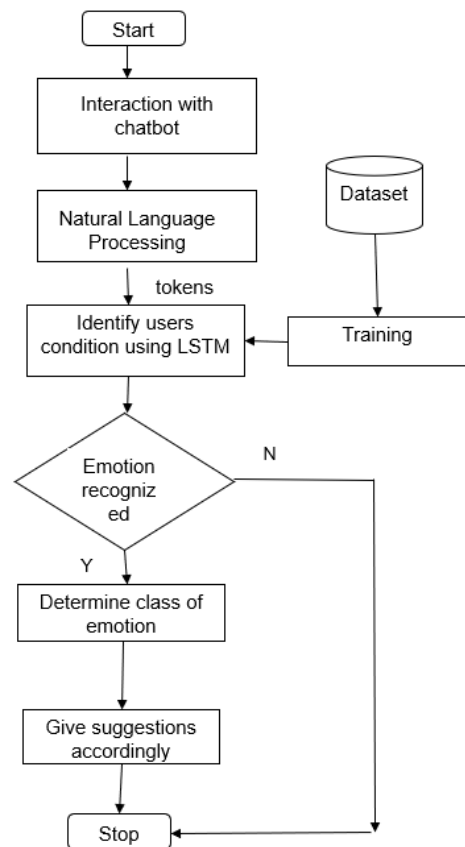 Start
Interaction with
chatbot
Natural Language
Processing
Dataset
tokens
Identify users
condition using LSTM
Training
Emotion
recogniz
ed
N
Y
Determine class of
emotion
Give suggestions
accordingly
Stop